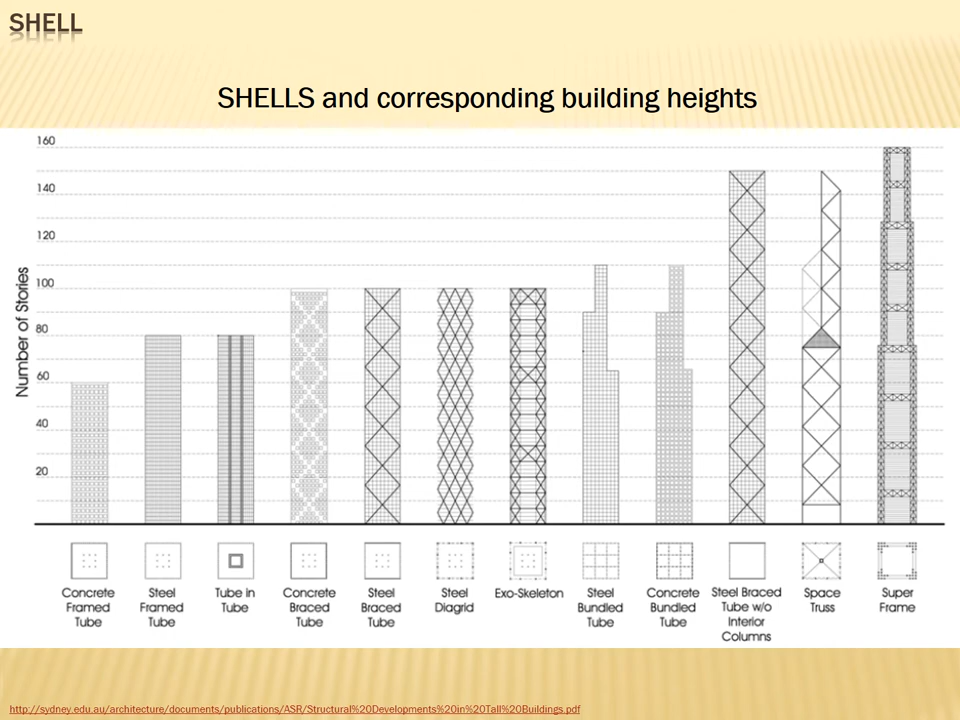 SHELL
SHELLS and corresponding building heights
160
140
120
100
80
60
40
20
Number of Stories
Concrete
Framed
Tube
Steel
Framed
Tube
Tube in
Tube
Concrete
Braced
Tube
Steel
Braced
Tube
Steel
Diagrid
Exo-Skeleton
Steel
Bundled
Tube
Concrete
Bundled
Tube
Steel Braced
Tube w/o
Interior
Columns
Space
Truss
Super
Frame
http://sydney.edu.au/architecture/documents/publications/ASR/Structural%20Developments%20in%20Tall%20Buildings.pdf